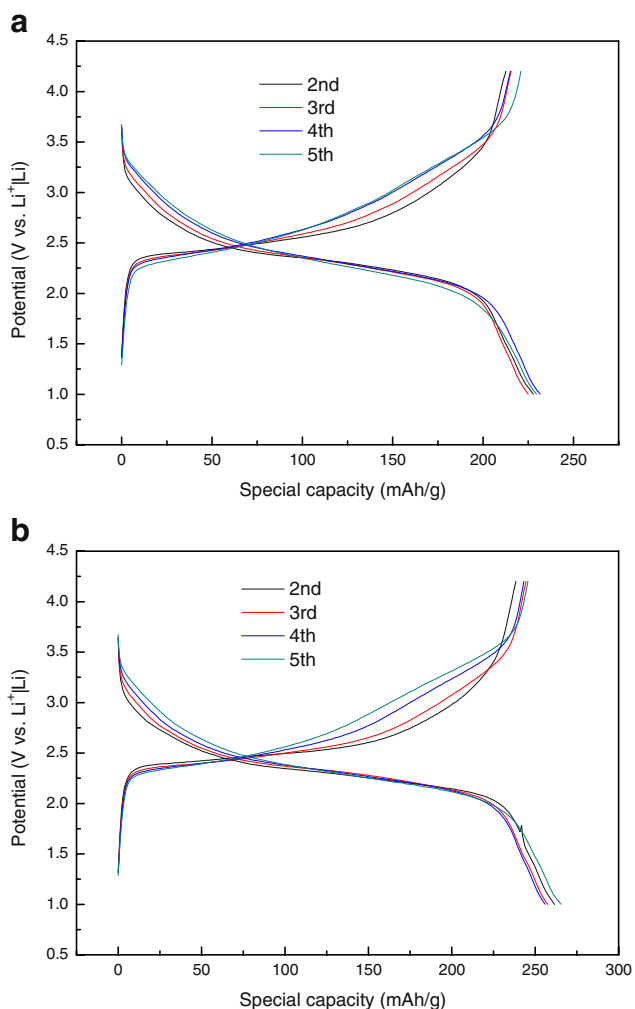 a
4.5
4.0
3.5
3.0
2.5
2.0
1.5
1.0
0.5
Potential (V vs. Li⁺|Li)
2nd
3rd
4th
5th
0 50 100 150 200 250
Special capacity (mAh/g)
b
4.5
4.0
3.5
3.0
2.5
2.0
1.5
1.0
0.5
Potential (V vs. Li⁺|Li)
2nd
3rd
4th
5th
0 50 100 150 200 250 300
Special capacity (mAh/g)